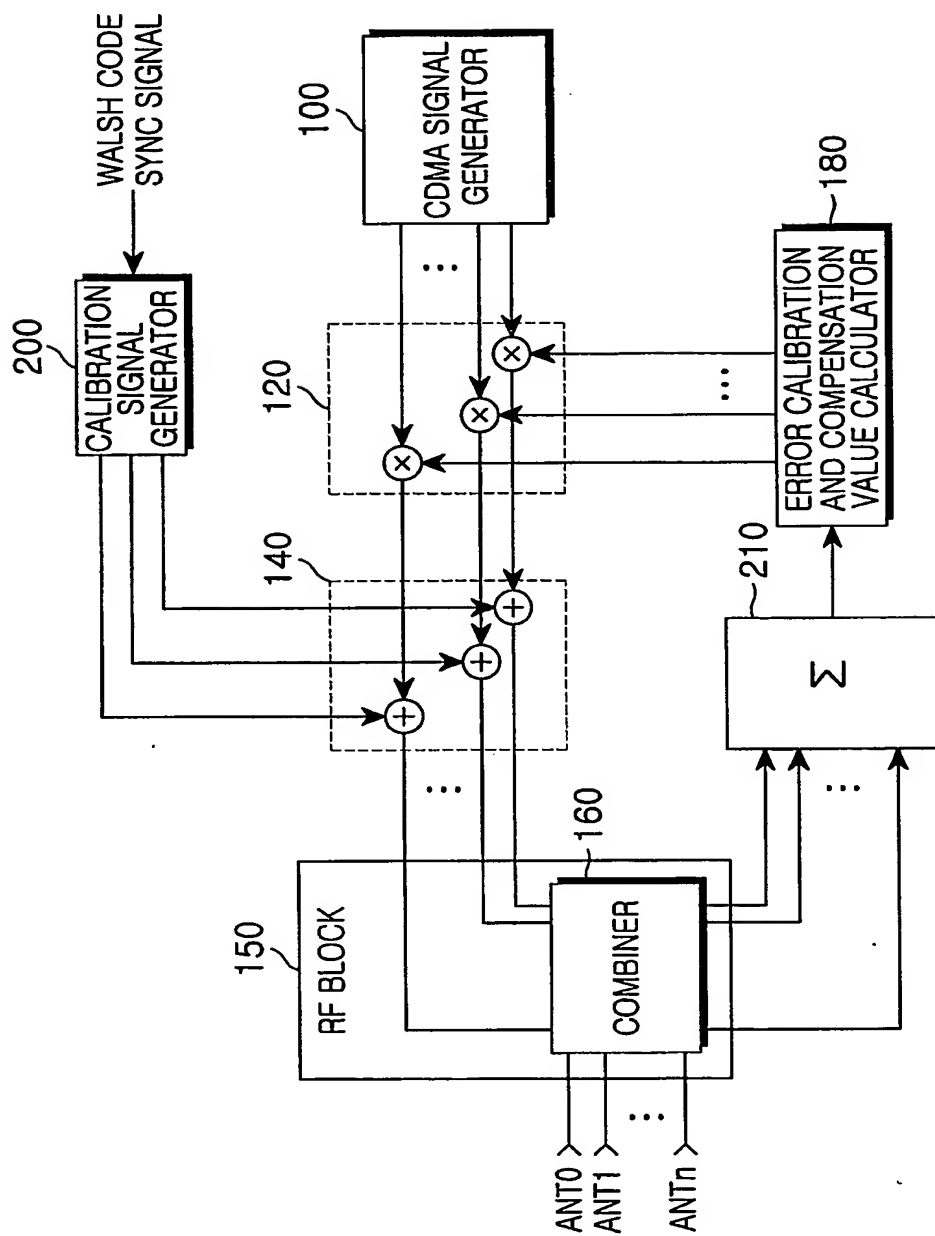 WALSH CODE
SYNC SIGNAL
200
CALIBRATION
SIGNAL
GENERATOR
100
CDMA SIGNAL
GENERATOR
...
120
×
×
×
180
ERROR CALIBRATION
AND COMPENSATION
VALUE CALCULATOR
...
140
+
+
+
210
Σ
...
...
150
RF BLOCK
160
COMBINER
ANT0
ANT1
...
ANTn